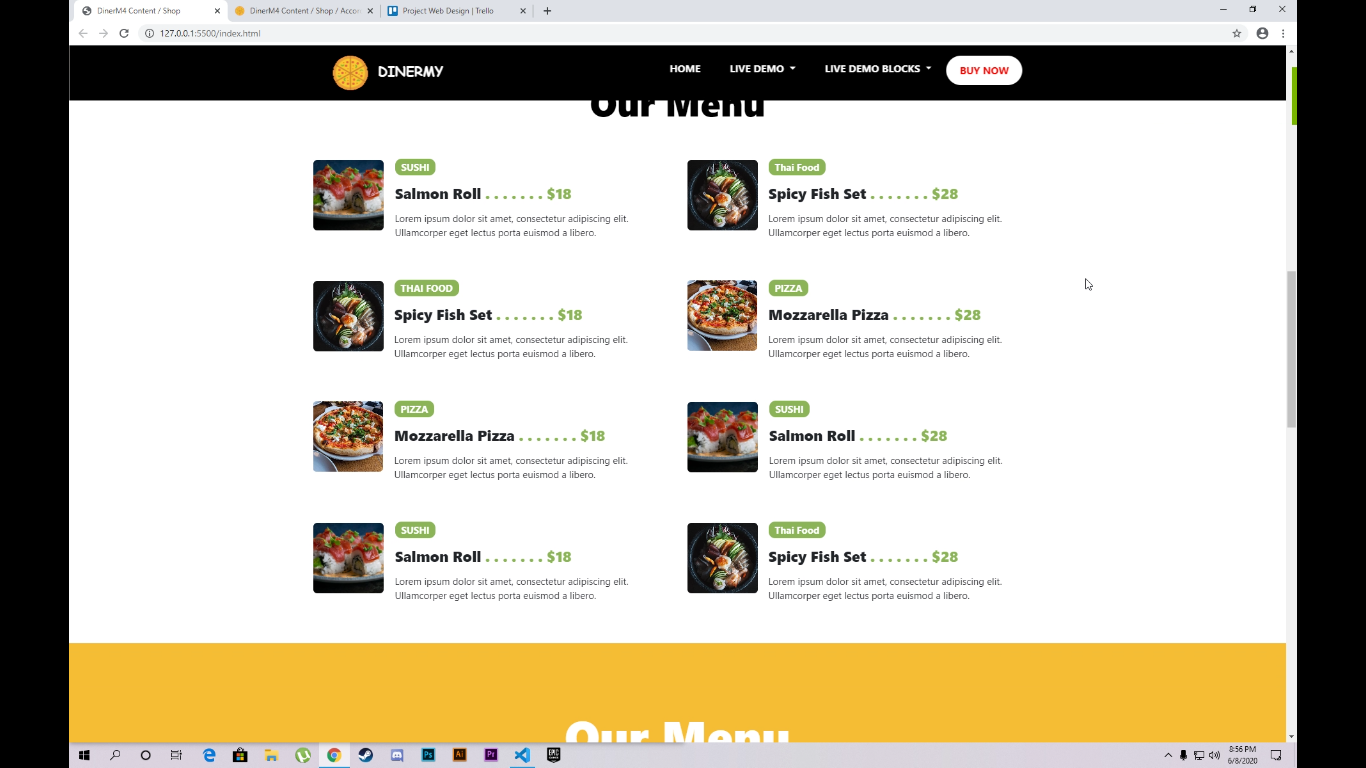 DinerM4 Content / Shop
DinerM4 Content / Shop / Accor
Project Web Design | Trello
127.0.0.1:5500/index.html
DINERMY
HOME
LIVE DEMO
LIVE DEMO BLOCKS
BUY NOW
Our Menu
SUSHI
Salmon Roll . . . . . . . $18
Lorem ipsum dolor sit amet, consectetur adipiscing elit.
Ullamcorper eget lectus porta euismod a libero.
Thai Food
Spicy Fish Set . . . . . . . $28
Lorem ipsum dolor sit amet, consectetur adipiscing elit.
Ullamcorper eget lectus porta euismod a libero.
THAI FOOD
Spicy Fish Set . . . . . . . $18
Lorem ipsum dolor sit amet, consectetur adipiscing elit.
Ullamcorper eget lectus porta euismod a libero.
PIZZA
Mozzarella Pizza . . . . . . . $28
Lorem ipsum dolor sit amet, consectetur adipiscing elit.
Ullamcorper eget lectus porta euismod a libero.
PIZZA
Mozzarella Pizza . . . . . . . $18
Lorem ipsum dolor sit amet, consectetur adipiscing elit.
Ullamcorper eget lectus porta euismod a libero.
SUSHI
Salmon Roll . . . . . . . $28
Lorem ipsum dolor sit amet, consectetur adipiscing elit.
Ullamcorper eget lectus porta euismod a libero.
SUSHI
Salmon Roll . . . . . . . $18
Lorem ipsum dolor sit amet, consectetur adipiscing elit.
Ullamcorper eget lectus porta euismod a libero.
Thai Food
Spicy Fish Set . . . . . . . $28
Lorem ipsum dolor sit amet, consectetur adipiscing elit.
Ullamcorper eget lectus porta euismod a libero.
Our Menu
Ps
Ai
Pr
EPIC
8:56 PM
6/8/2020